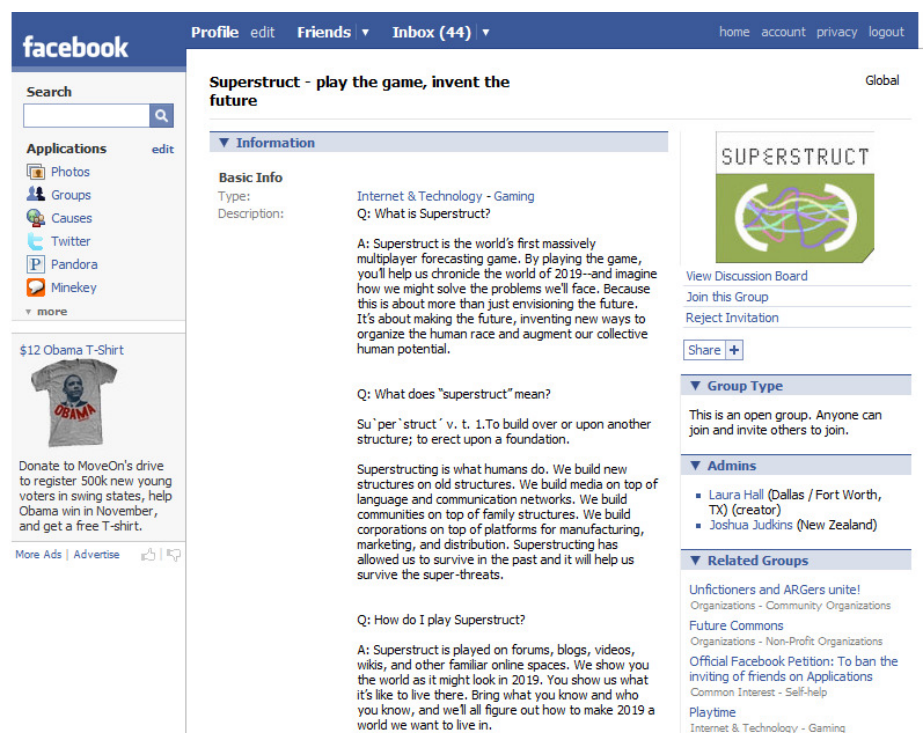 facebook
Profile edit Friends ▼ Inbox (44) ▼ home account privacy logout
Search
Applications edit
Photos
Groups
Causes
Twitter
P Pandora
Minekey
▼ more
$12 Obama T-Shirt
OBAMA
Donate to MoveOn's drive
to register 500k new young
voters in swing states, help
Obama win in November,
and get a free T-shirt.
More Ads | Advertise
Superstruct - play the game, invent the
future
Global
▼ Information
Basic Info
Type: Internet & Technology - Gaming
Description: Q: What is Superstruct?
A: Superstruct is the world's first massively
multiplayer forecasting game. By playing the game,
you'll help us chronicle the world of 2019--and imagine
how we might solve the problems we'll face. Because
this is about more than just envisioning the future.
It's about making the future, inventing new ways to
organize the human race and augment our collective
human potential.
Q: What does "superstruct" mean?
Su`per`struct´ v. t. 1.To build over or upon another
structure; to erect upon a foundation.
Superstructing is what humans do. We build new
structures on old structures. We build media on top of
language and communication networks. We build
communities on top of family structures. We build
corporations on top of platforms for manufacturing,
marketing, and distribution. Superstructing has
allowed us to survive in the past and it will help us
survive the super-threats.
Q: How do I play Superstruct?
A: Superstruct is played on forums, blogs, videos,
wikis, and other familiar online spaces. We show you
the world as it might look in 2019. You show us what
it's like to live there. Bring what you know and who
you know, and we'll all figure out how to make 2019 a
world we want to live in.
SUPERSTRUCT
View Discussion Board
Join this Group
Reject Invitation
Share +
▼ Group Type
This is an open group. Anyone can
join and invite others to join.
▼ Admins
Laura Hall (Dallas / Fort Worth,
TX) (creator)
Joshua Judkins (New Zealand)
▼ Related Groups
Unfictioners and ARGers unite!
Organizations - Community Organizations
Future Commons
Organizations - Non-Profit Organizations
Official Facebook Petition: To ban the
inviting of friends on Applications
Common Interest - Self-help
Playtime
Internet & Technology - Gaming